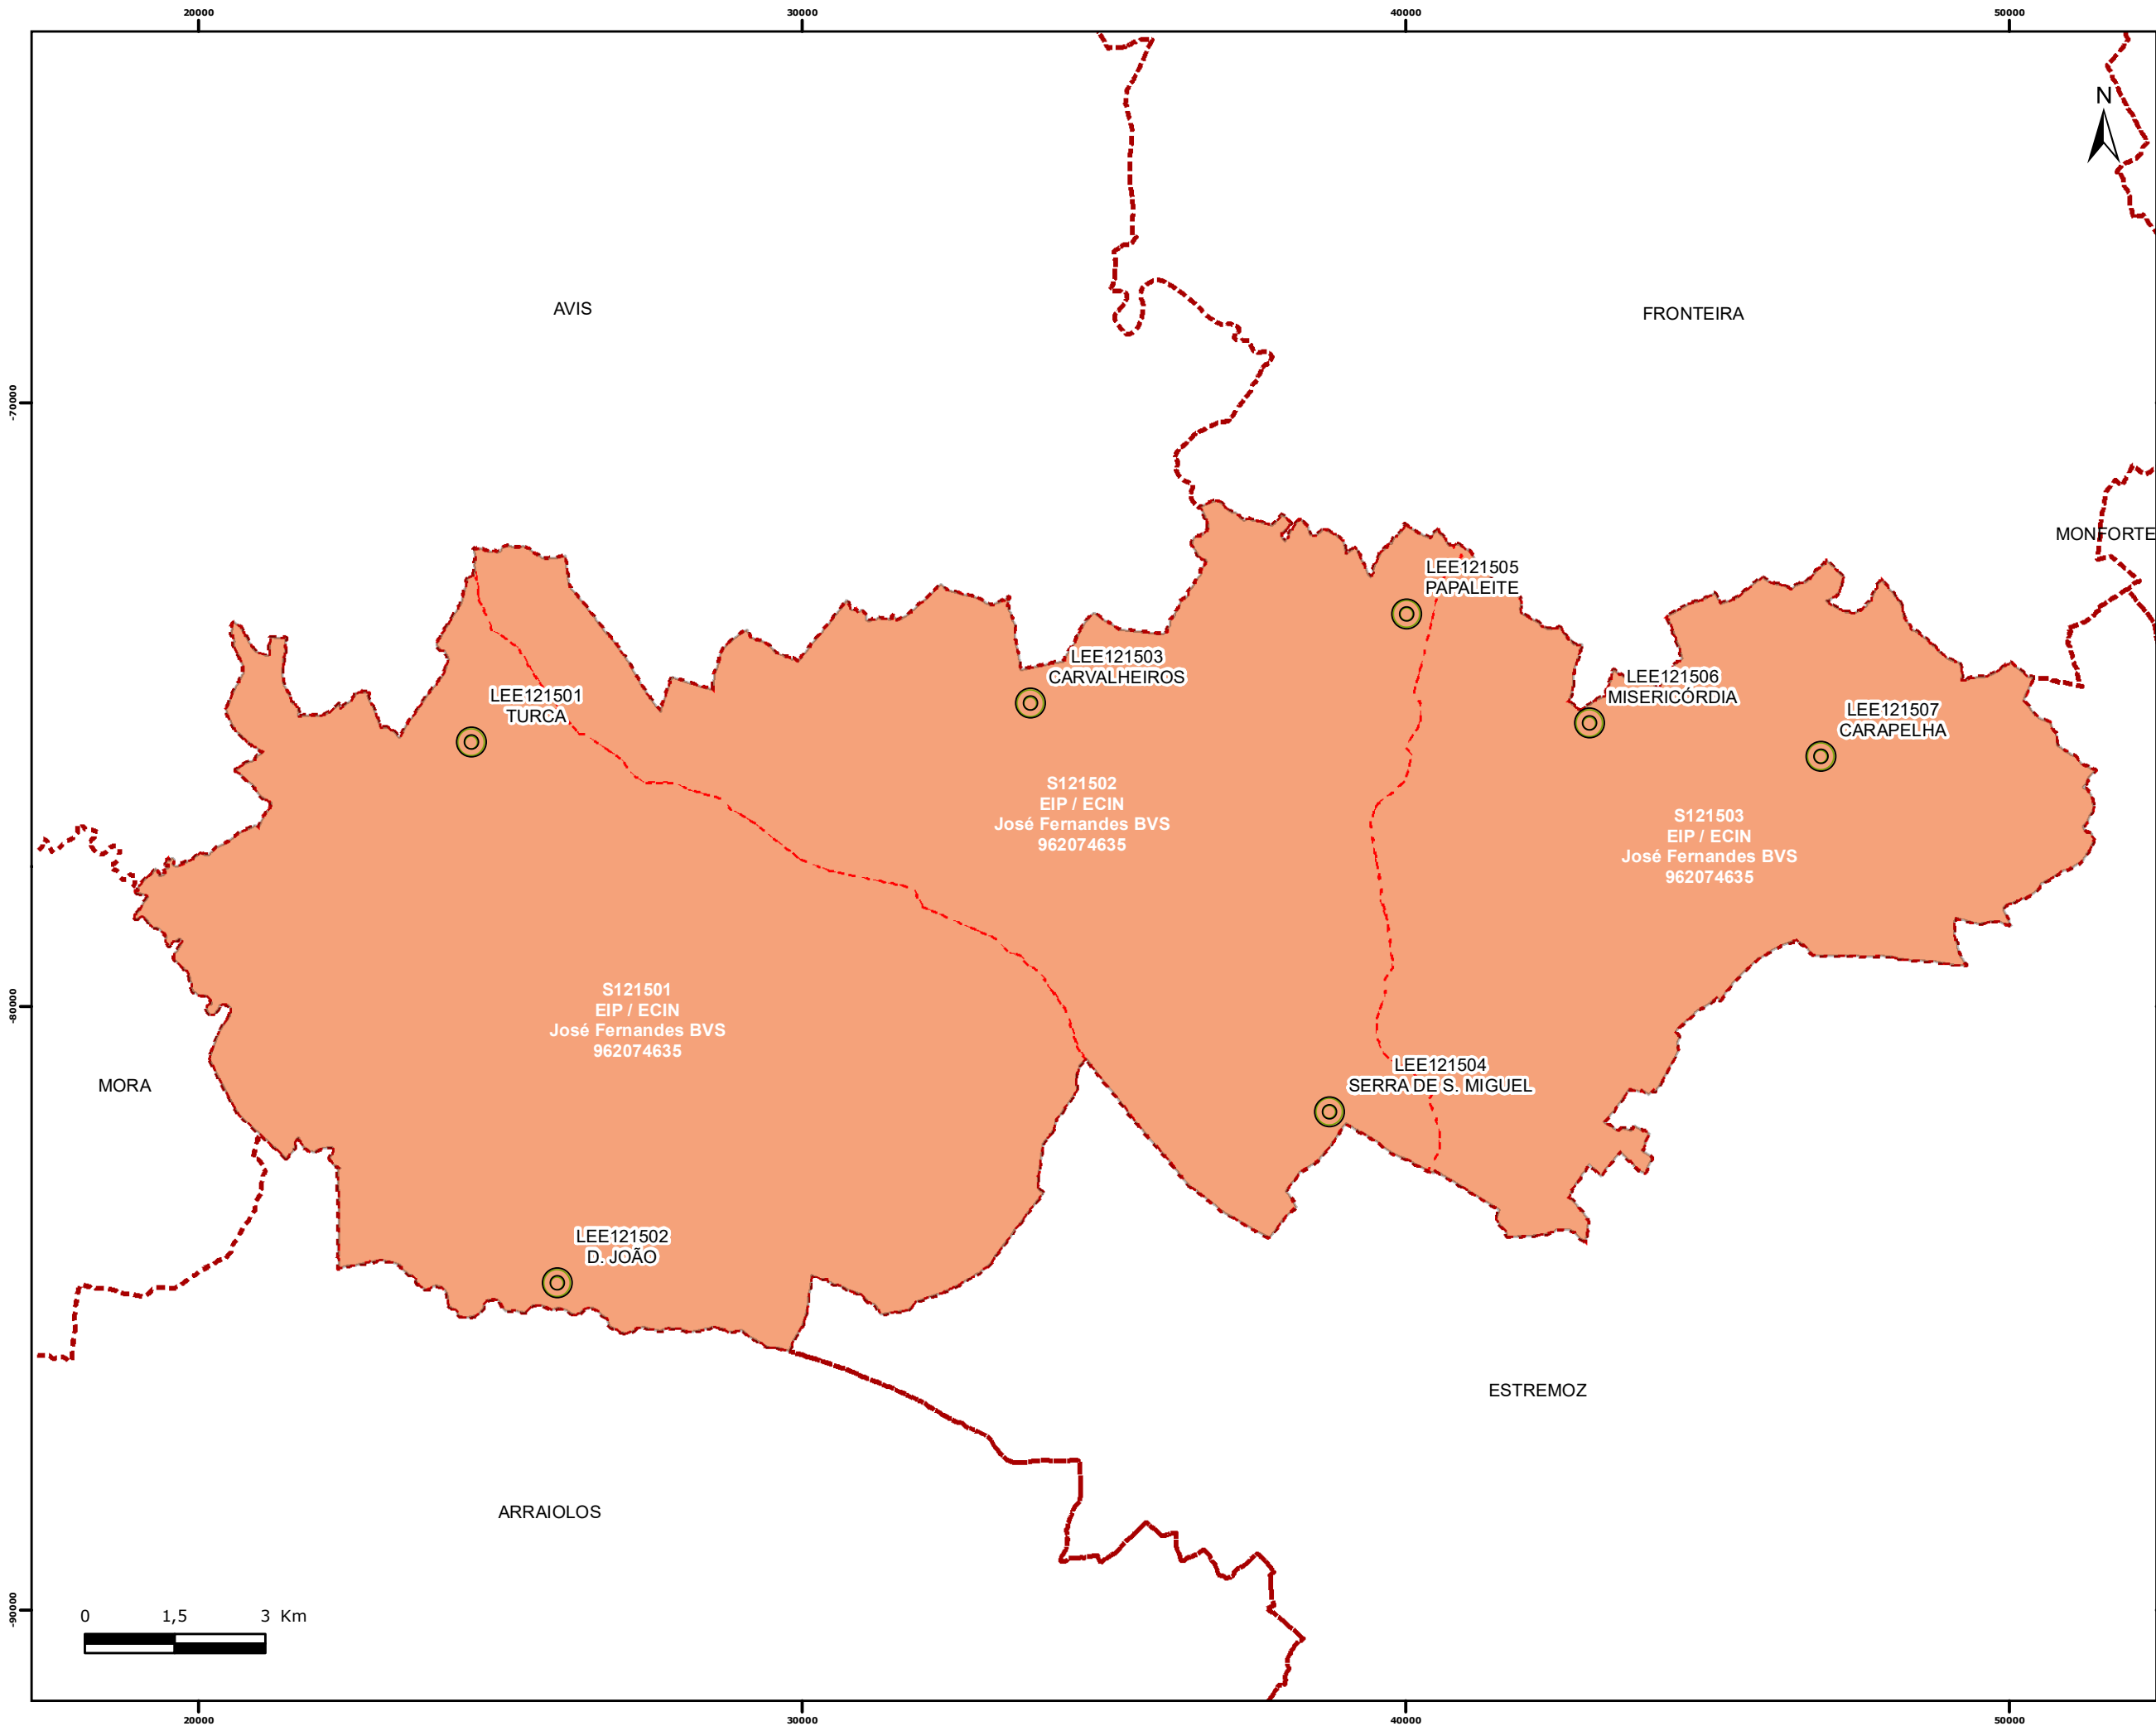 20000
30000
40000
50000
N
AVIS
FRONTEIRA
-70000
MONFORTE
LEE121505
PAPALEITE
LEE121503
CARVALHEIROS
LEE121506
MISERICÓRDIA
LEE121501
TURCA
LEE121507
CARAPELHA
S121502
EIP / ECIN
José Fernandes BVS
962074635
S121503
EIP / ECIN
José Fernandes BVS
962074635
S121501
EIP / ECIN
José Fernandes BVS
962074635
-80000
MORA
LEE121504
SERRA DE S. MIGUEL
LEE121502
D. JOÃO
ESTREMOZ
ARRAIOLOS
-90000
0 1,5 3 Km
20000
30000
40000
50000